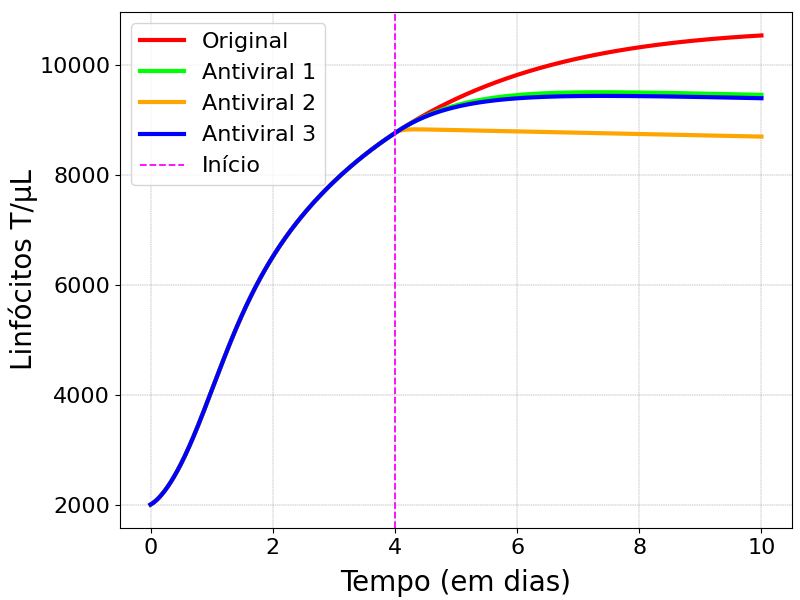 Original
Antiviral 1
Antiviral 2
Antiviral 3
Início
10000
8000
6000
4000
2000
Linfócitos T/μL
0 2 4 6 8 10
Tempo (em dias)